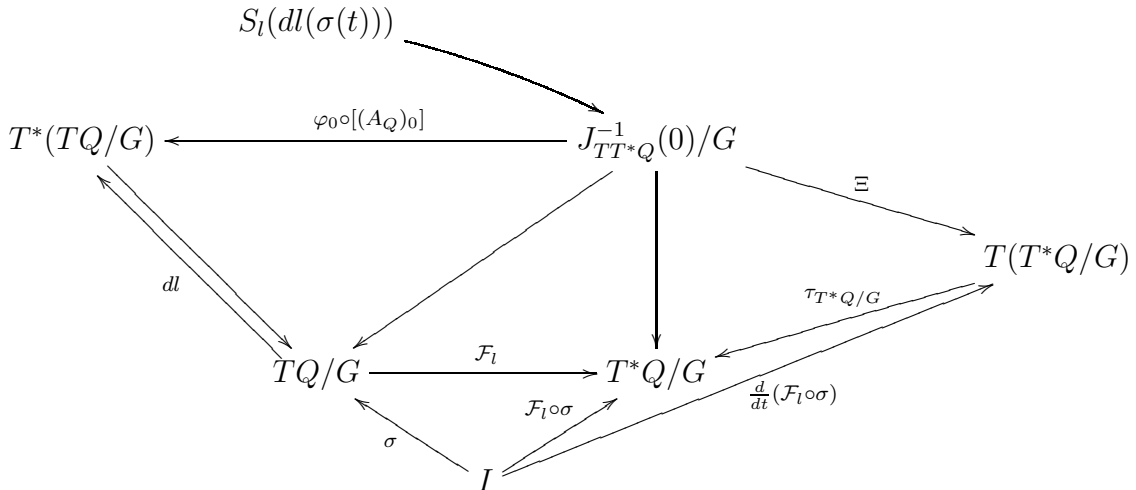 S_l(dl(σ(t)))
φ_0∘[(A_Q)_0]
T*(TQ/G)
J^{-1}_{TT*Q}(0)/G
Ξ
T(T*Q/G)
dl
τ_{T*Q/G}
TQ/G
F_l
T*Q/G
F_l∘σ
d/dt(F_l∘σ)
σ
I